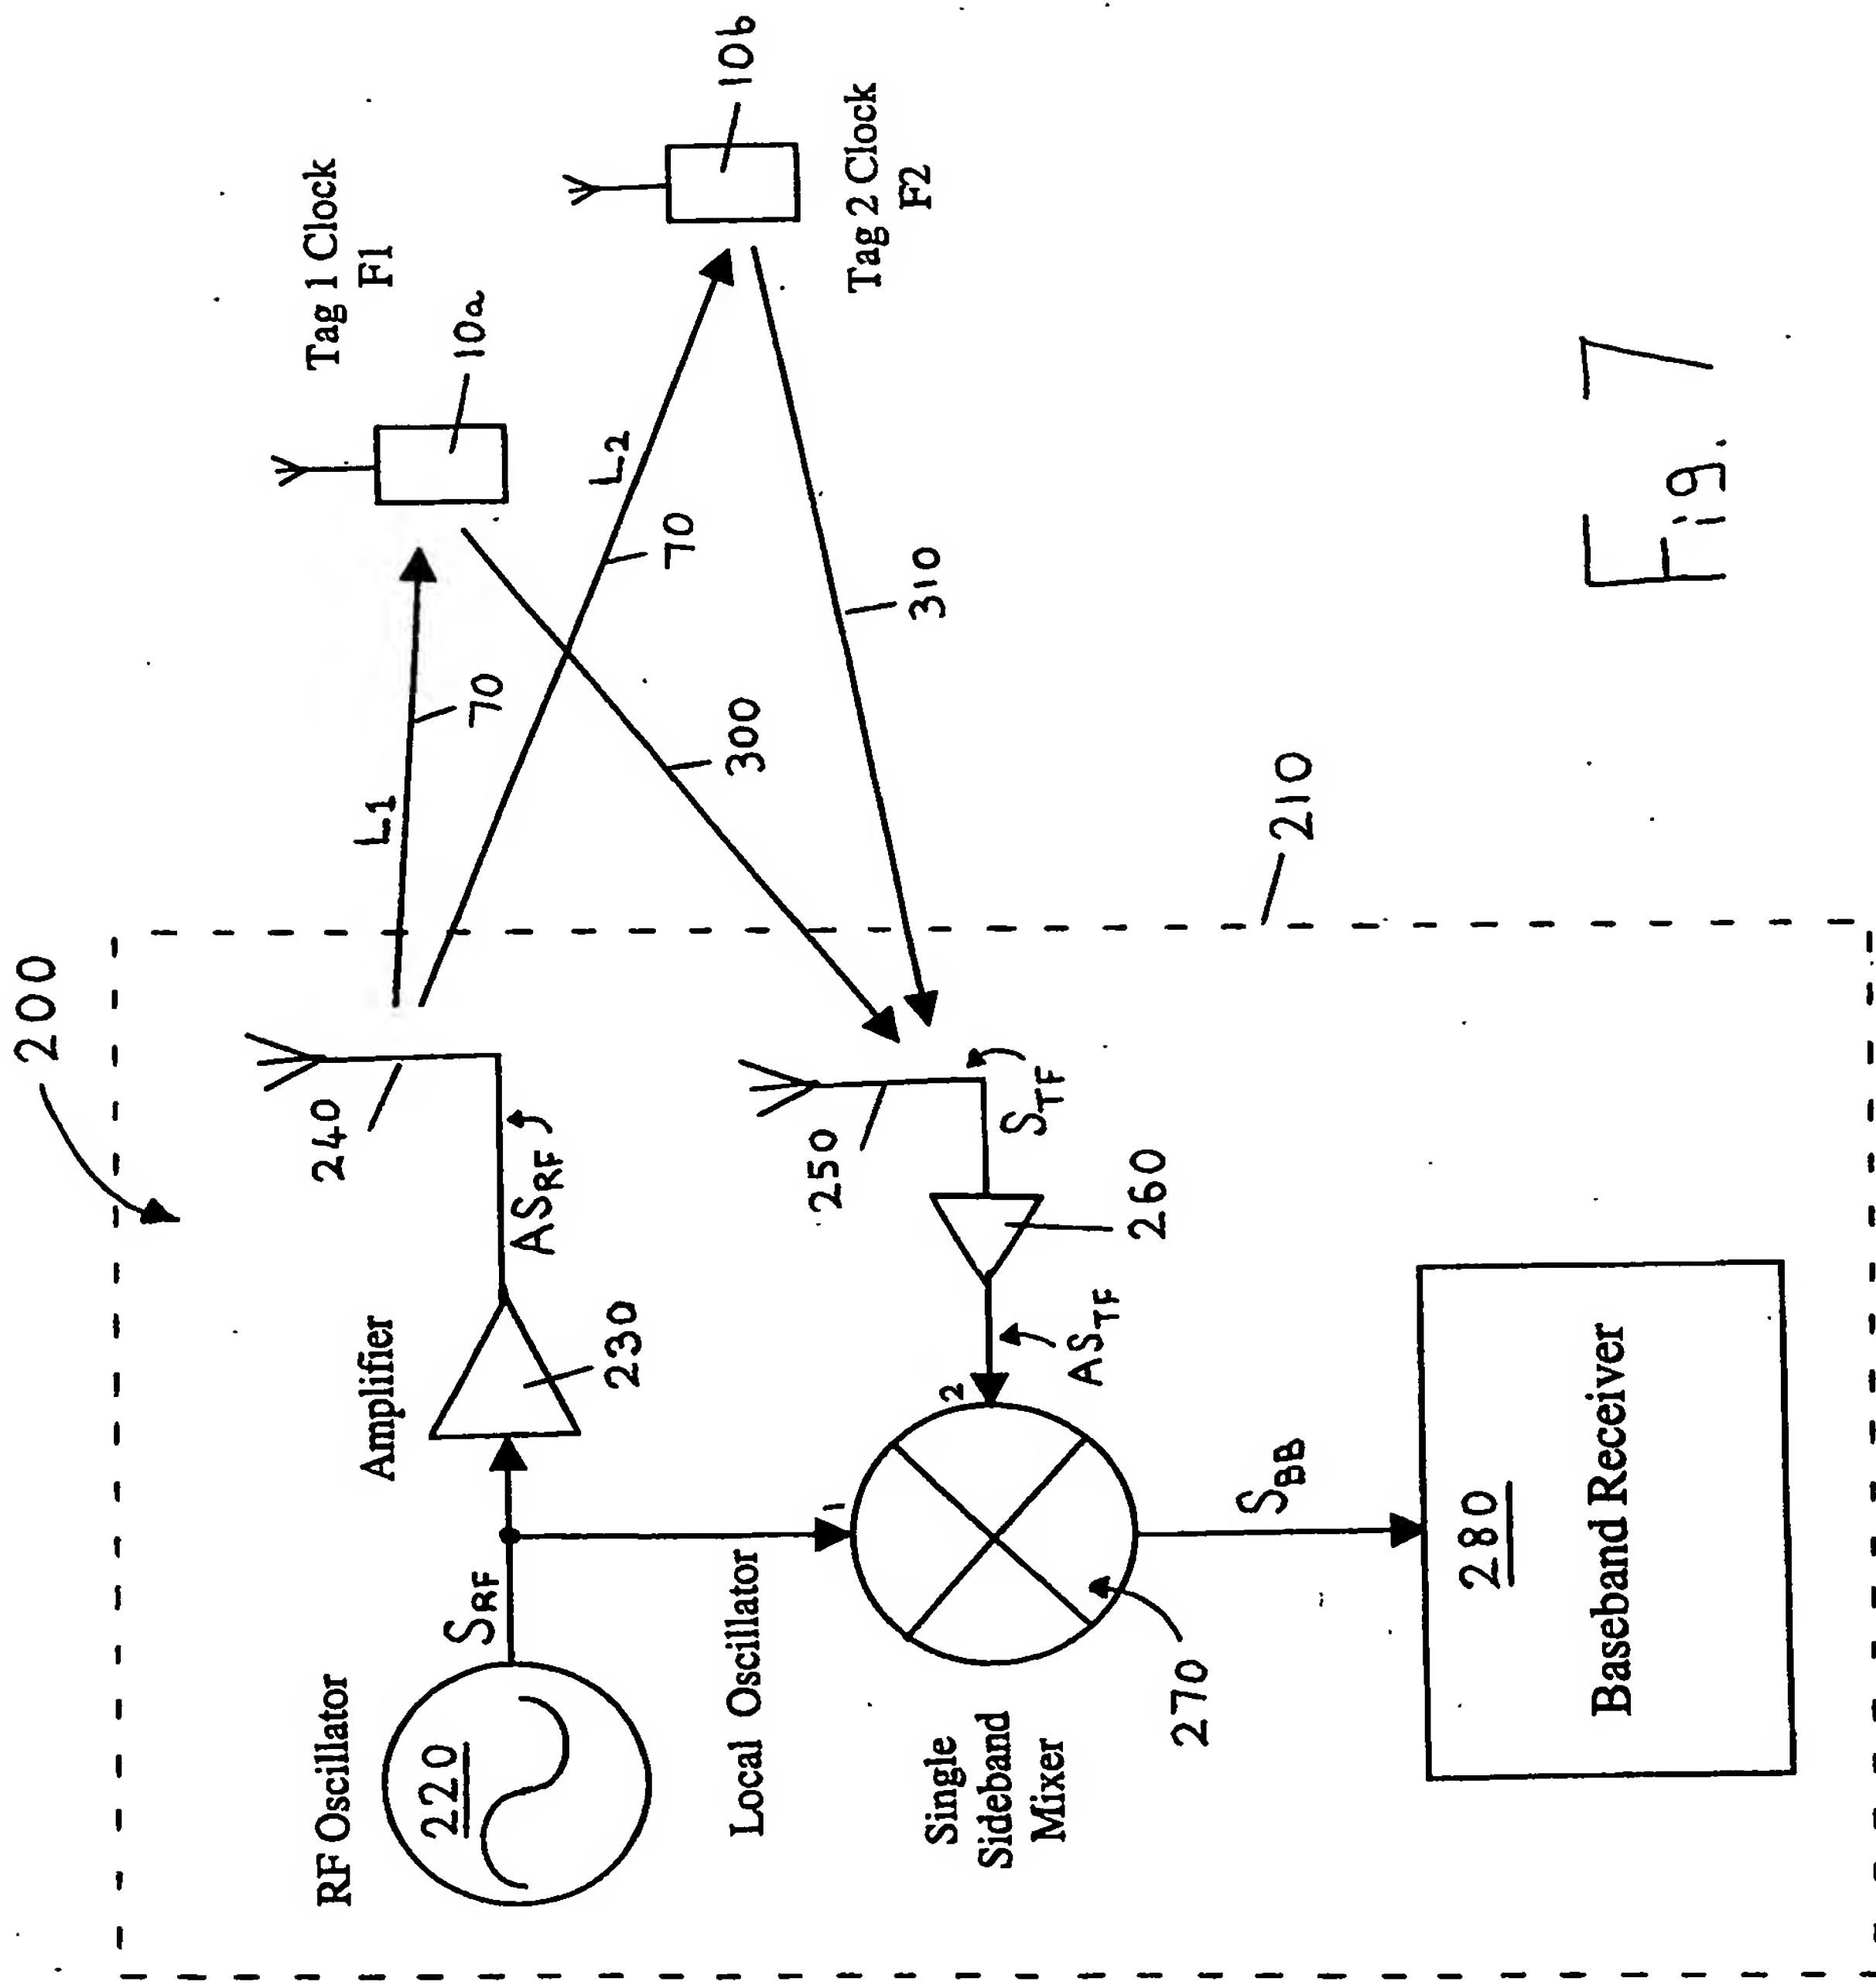 200
RF Oscillator
220
S_RF
Amplifier
230
AS_RF
240
L1
70
10a
Tag 1 Clock
F1
L2
70
300
310
10b
Tag 2 Clock
F2
Local Oscillator
1
2
250
S_TF
260
AS_TF
Single
Sideband
Mixer
270
S_BB
210
280
Baseband Receiver
Fig. 7